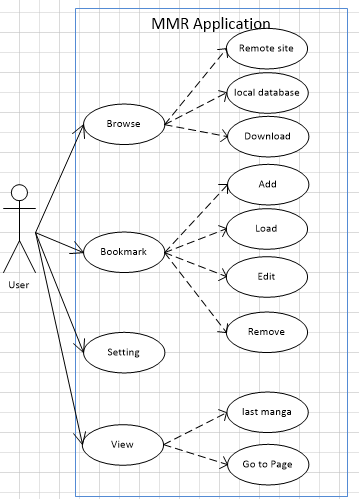 MMR Application
Remote site
local database
Browse
Download
Add
Load
Bookmark
Edit
User
Remove
Setting
last manga
View
Go to Page